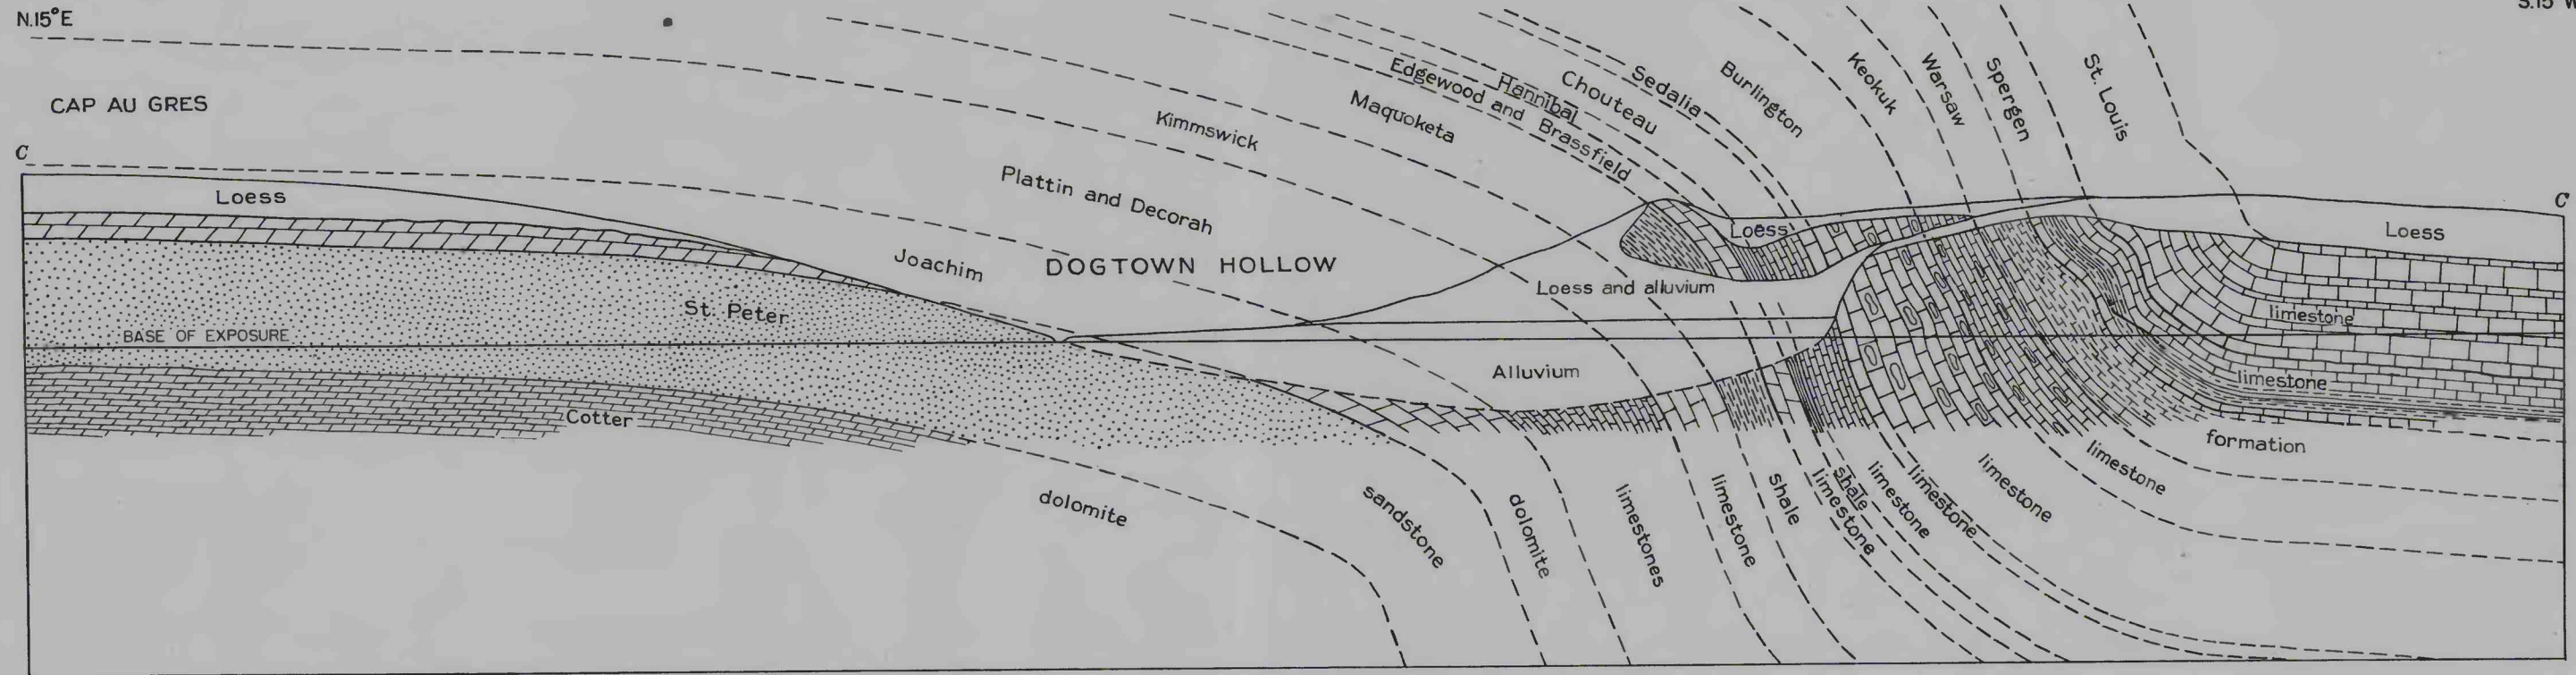 N.15°E
S.15 W
CAP AU GRES
C
C
Edgewood and Brassfield
Hannibal
Chouteau
Sedalia
Burlington
Keokuk
Warsaw
Spergen
St. Louis
Maquoketa
Kimmswick
Plattin and Decorah
Joachim
DOGTOWN HOLLOW
Loess
Loess
Loess
Loess and alluvium
St. Peter
BASE OF EXPOSURE
Alluvium
limestone
limestone
Cotter
dolomite
sandstone
dolomite
limestones
limestone
Shale
limestone
shale
limestone
limestone
limestone
limestone
formation